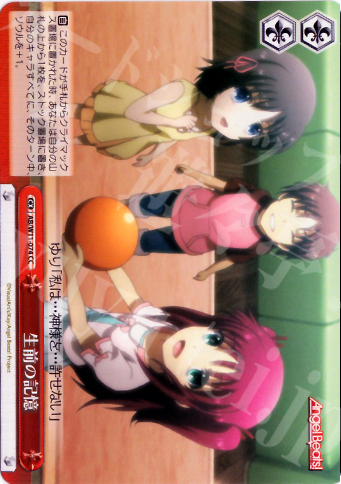 このカードが手札からクライマック
ス置場に置かれた時、あなたは自分の山
札の上から1枚を、ストック置場に置き、
自分のキャラすべてに、そのターン中、
ソウルを+1。
ゆり「私は…神様を…許せない」
生前の記憶
CC
©VisualArt's/Key/Angel Beats! Project
Angel Beats!